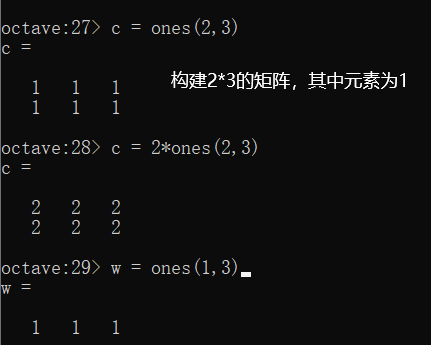 octave:27> c = ones(2,3)
c =
1 1 1
构建2*3的矩阵，其中元素为1
1 1 1
octave:28> c = 2*ones(2,3)
c =
2 2 2
2 2 2
octave:29> w = ones(1,3)
w =
1 1 1